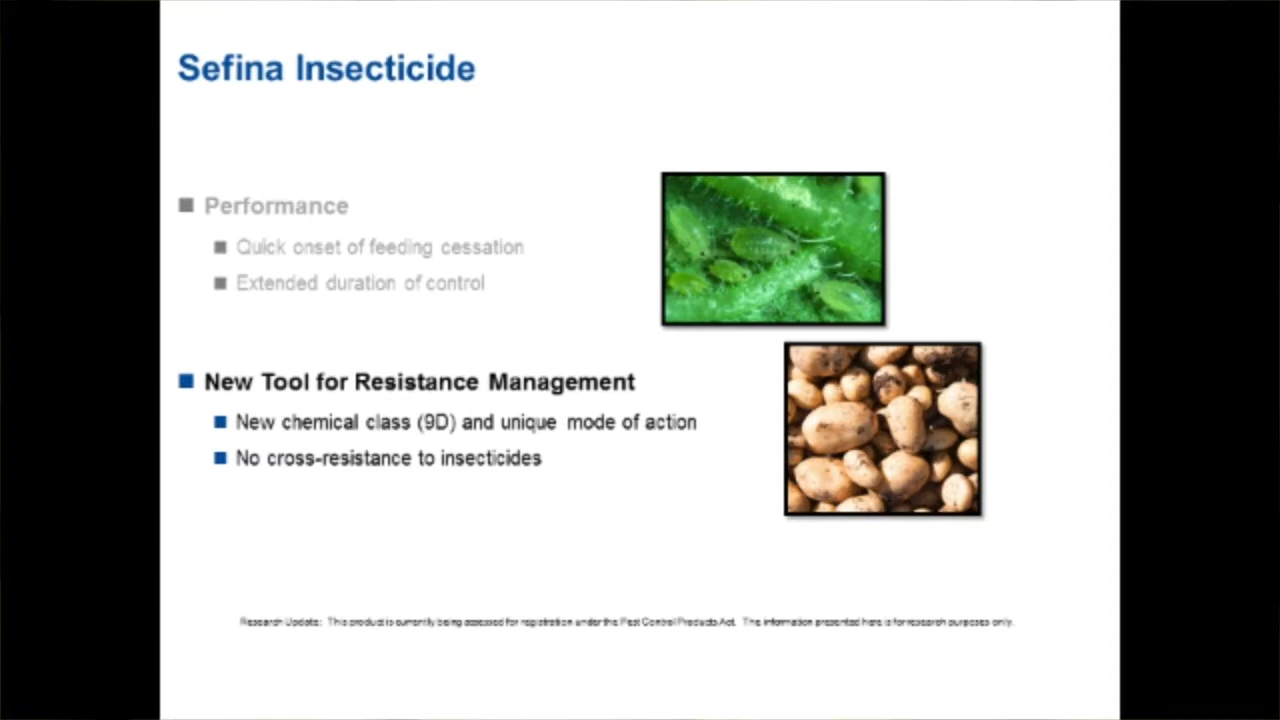 Sefina Insecticide
Performance
Quick onset of feeding cessation
Extended duration of control
New Tool for Resistance Management
New chemical class (9D) and unique mode of action
No cross-resistance to insecticides
Research Update: This product is currently being assessed for registration under the Pest Control Products Act. The information presented here is for research purposes only.